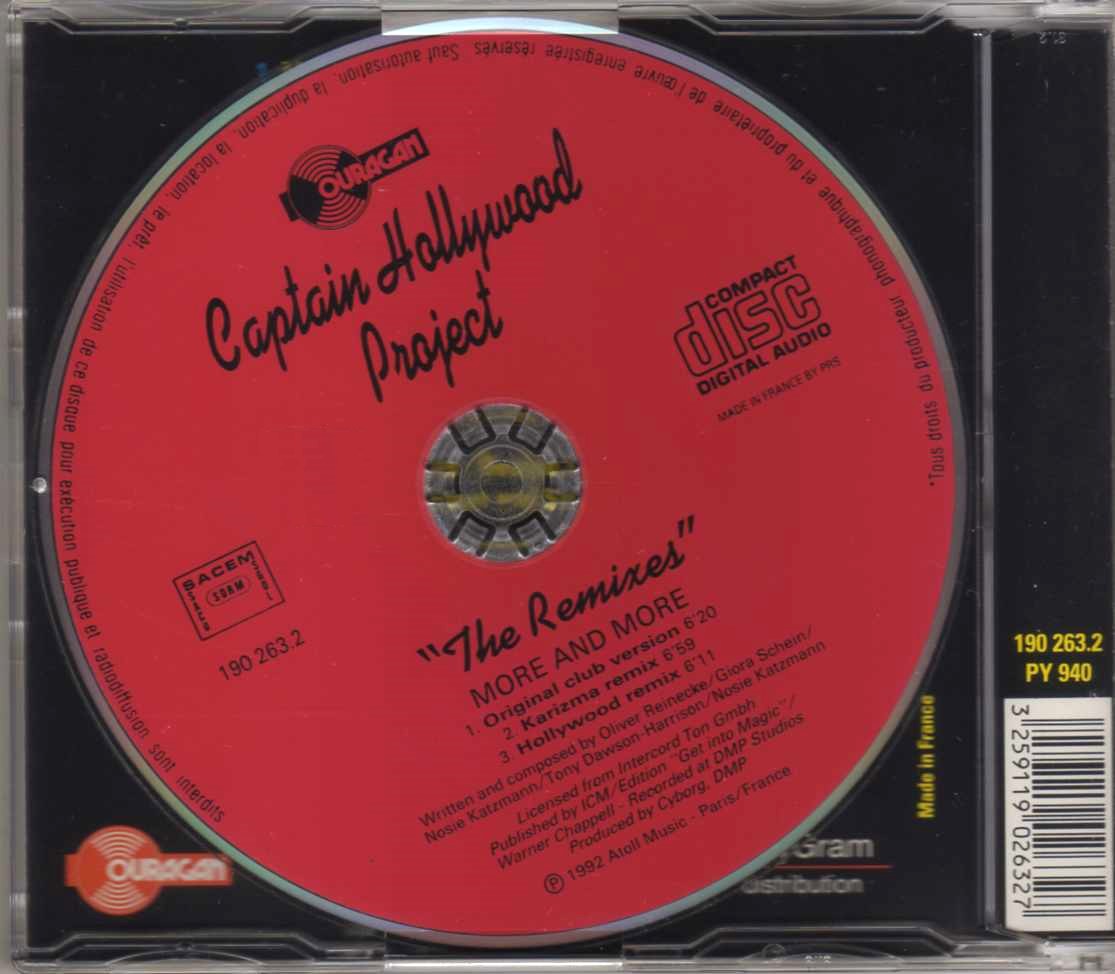 OURAGAN
Captain Hollywood
Project
COMPACT
disc
DIGITAL AUDIO
MADE IN FRANCE BY PRS
SACEM
SACD
SDRM
SGDL
190 263.2
"The Remixes"
MORE AND MORE
1. Original club version 6'20
2. Karizma remix 6'59
3. Hollywood remix 6'11
Written and composed by Oliver Reinecke/Giora Schein/
Nosie Katzmann/Tony Dawson-Harrison/Nosie Katzmann
Licensed from Intercord Ton Gmbh
Published by ICM/Edition "Get into Magic"/
Warner Chappell - Recorded at DMP Studios
Produced by Cyborg, DMP
℗ 1992 Atoll Music - Paris/France
*Tous droits du producteur phonographique et du propriétaire de l'œuvre enregistrée réservés. Sauf autorisation, la duplication, la location, le prêt, l'utilisation de ce disque pour exécution publique et radiodiffusion sont interdits
OURAGAN
Gram
distribution
Made in France
190 263.2
PY 940
3 259119 026327